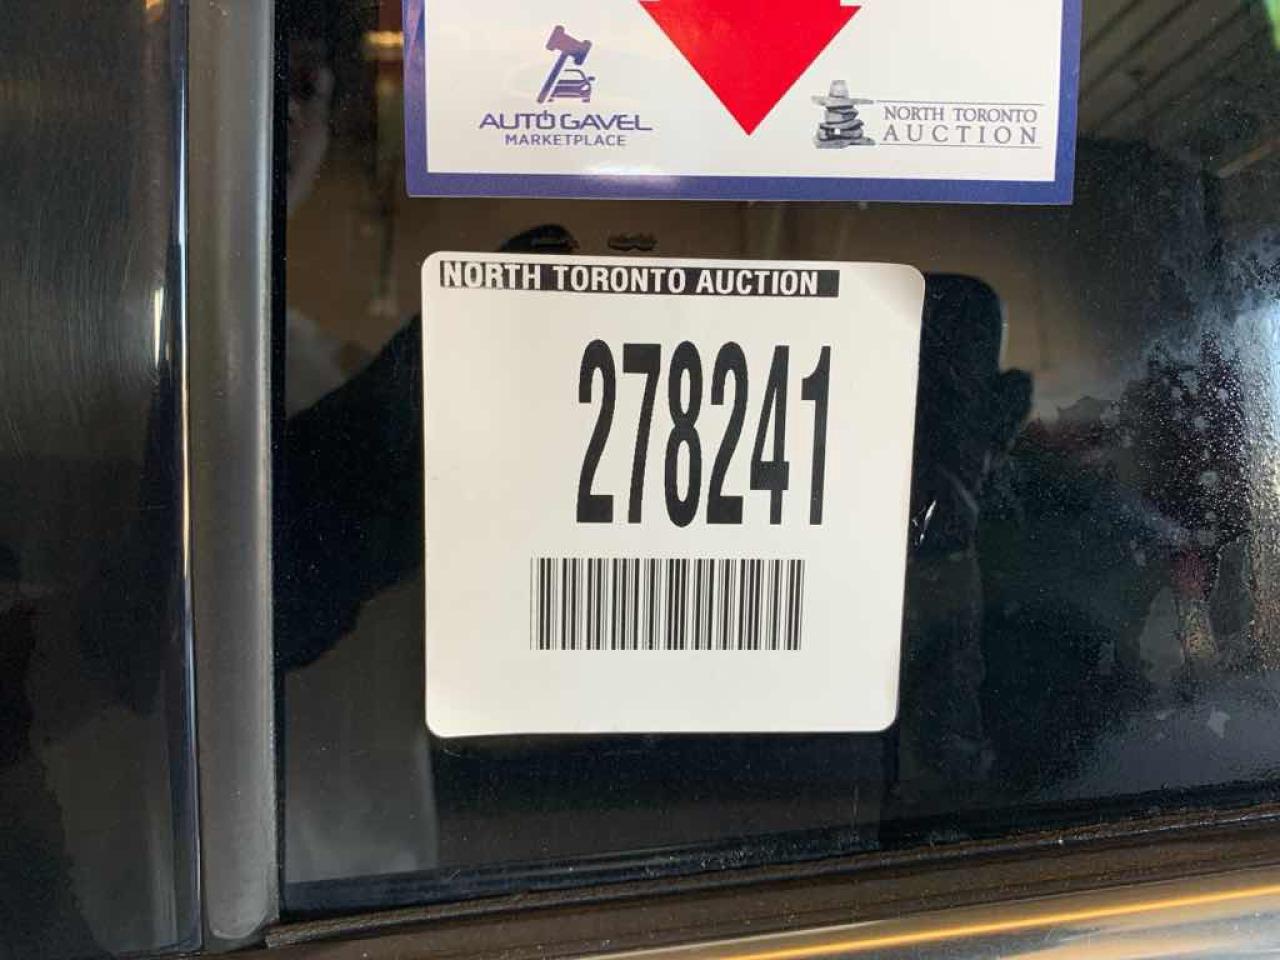 AUTO GAVEL
MARKETPLACE
NORTH TORONTO
AUCTION
NORTH TORONTO AUCTION
278241